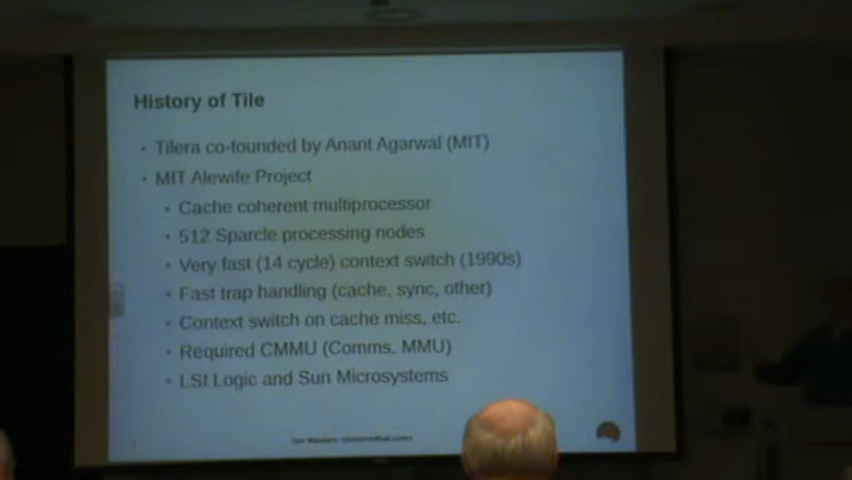 History of Tile
• Tilera co-founded by Anant Agarwal (MIT)
• MIT Alewife Project
• Cache coherent multiprocessor
• 512 Sparcle processing nodes
• Very fast (14 cycle) context switch (1990s)
• Fast trap handling (cache, sync, other)
• Context switch on cache miss, etc.
• Required CMMU (Comms. MMU)
• LSI Logic and Sun Microsystems